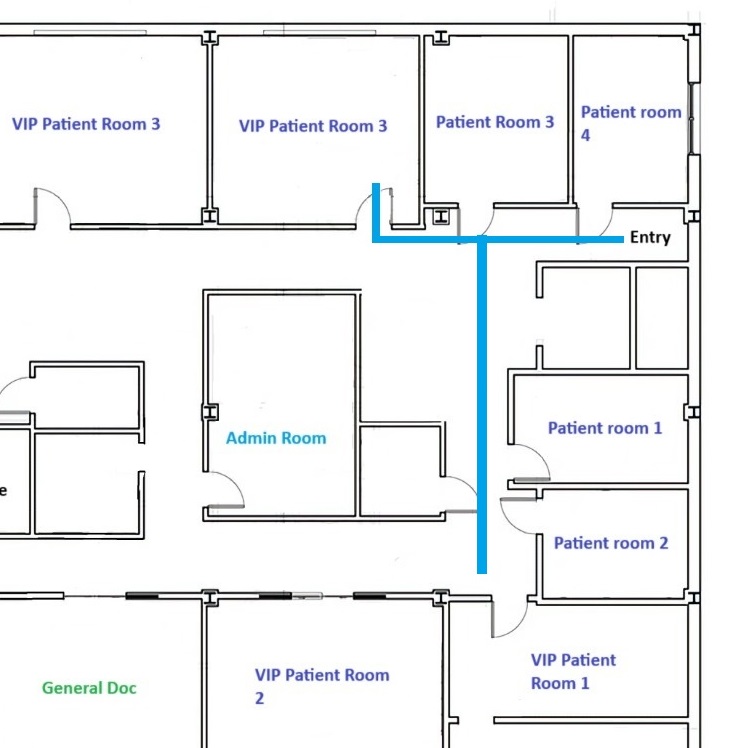 VIP Patient Room 3
VIP Patient Room 3
Patient Room 3
Patient room
4
Entry
Admin Room
Patient room 1
e
Patient room 2
VIP Patient
Room 1
VIP Patient Room
2
General Doc